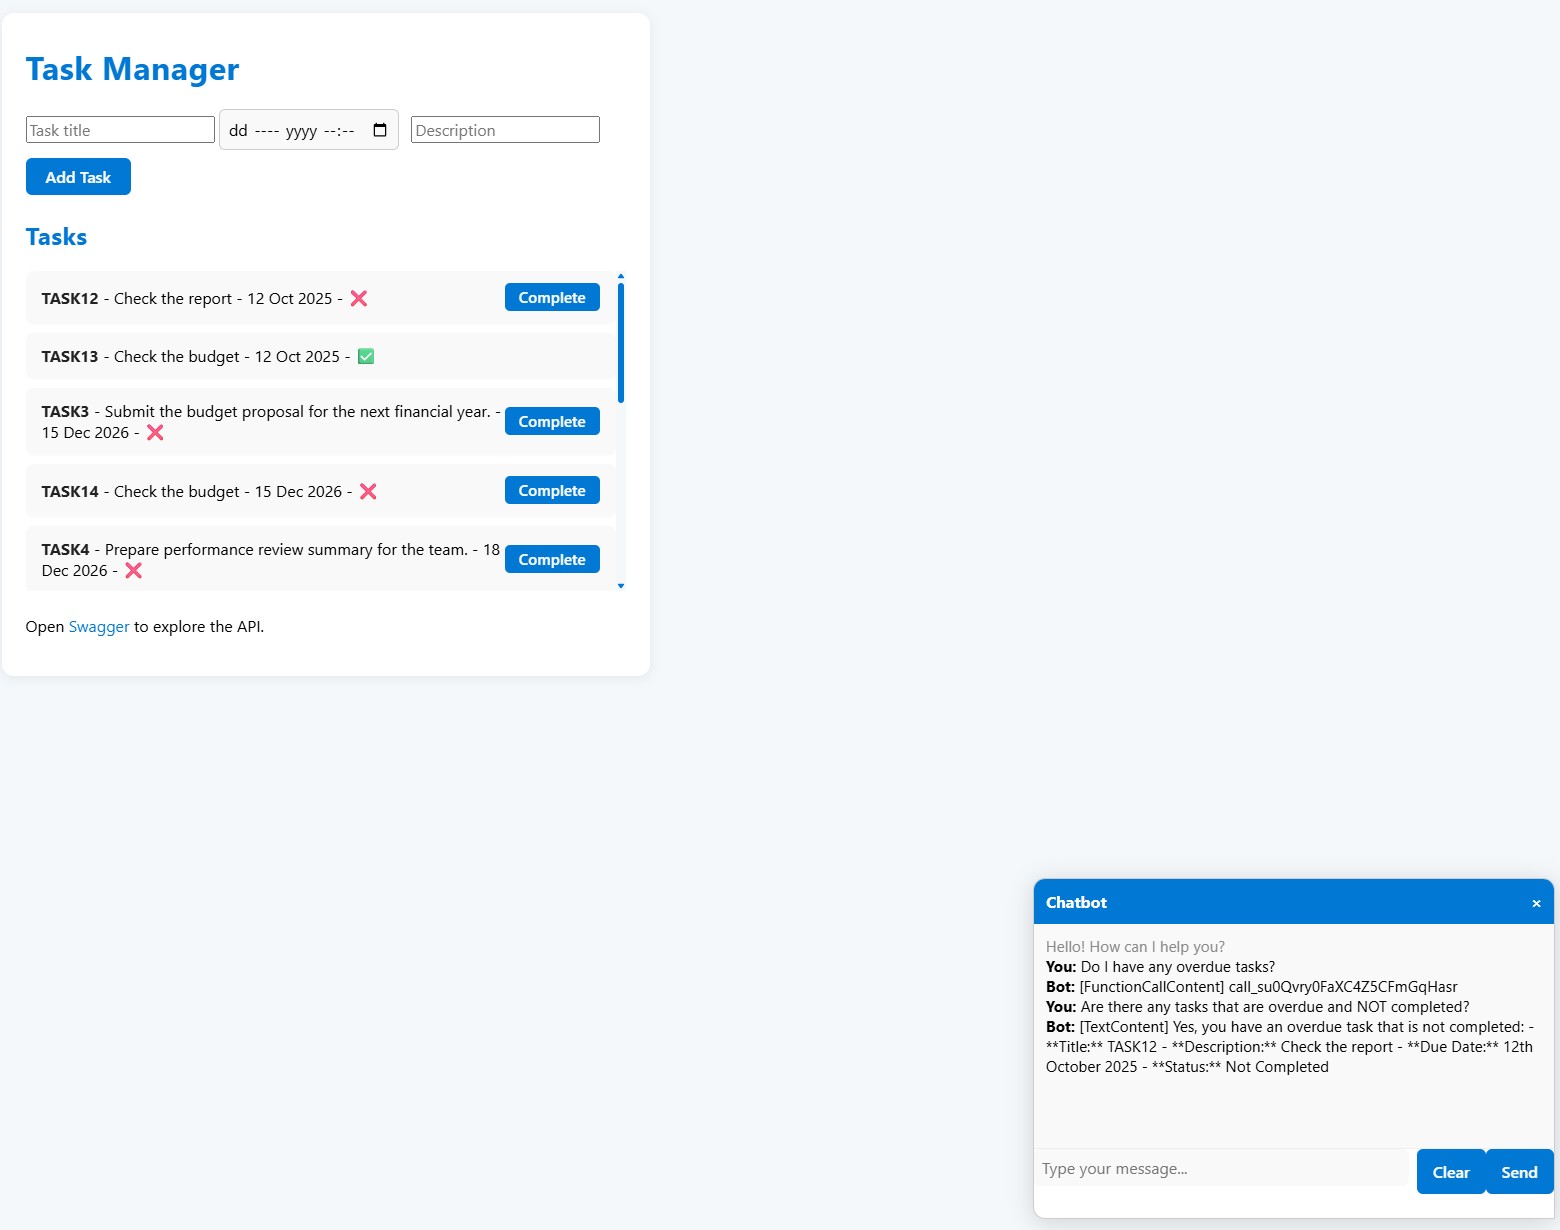 Task Manager
Task title
dd ---- yyyy --:--
Description
Add Task
Tasks
TASK12 - Check the report - 12 Oct 2025 - ❌
Complete
TASK13 - Check the budget - 12 Oct 2025 - ✅
TASK3 - Submit the budget proposal for the next financial year. -
15 Dec 2026 - ❌
Complete
TASK14 - Check the budget - 15 Dec 2026 - ❌
Complete
TASK4 - Prepare performance review summary for the team. - 18
Dec 2026 - ❌
Complete
Open Swagger to explore the API.
Chatbot
×
Hello! How can I help you?
You: Do I have any overdue tasks?
Bot: [FunctionCallContent] call_su0Qvry0FaXC4Z5CFmGqHasr
You: Are there any tasks that are overdue and NOT completed?
Bot: [TextContent] Yes, you have an overdue task that is not completed: -
**Title:** TASK12 - **Description:** Check the report - **Due Date:** 12th
October 2025 - **Status:** Not Completed
Type your message...
Clear
Send